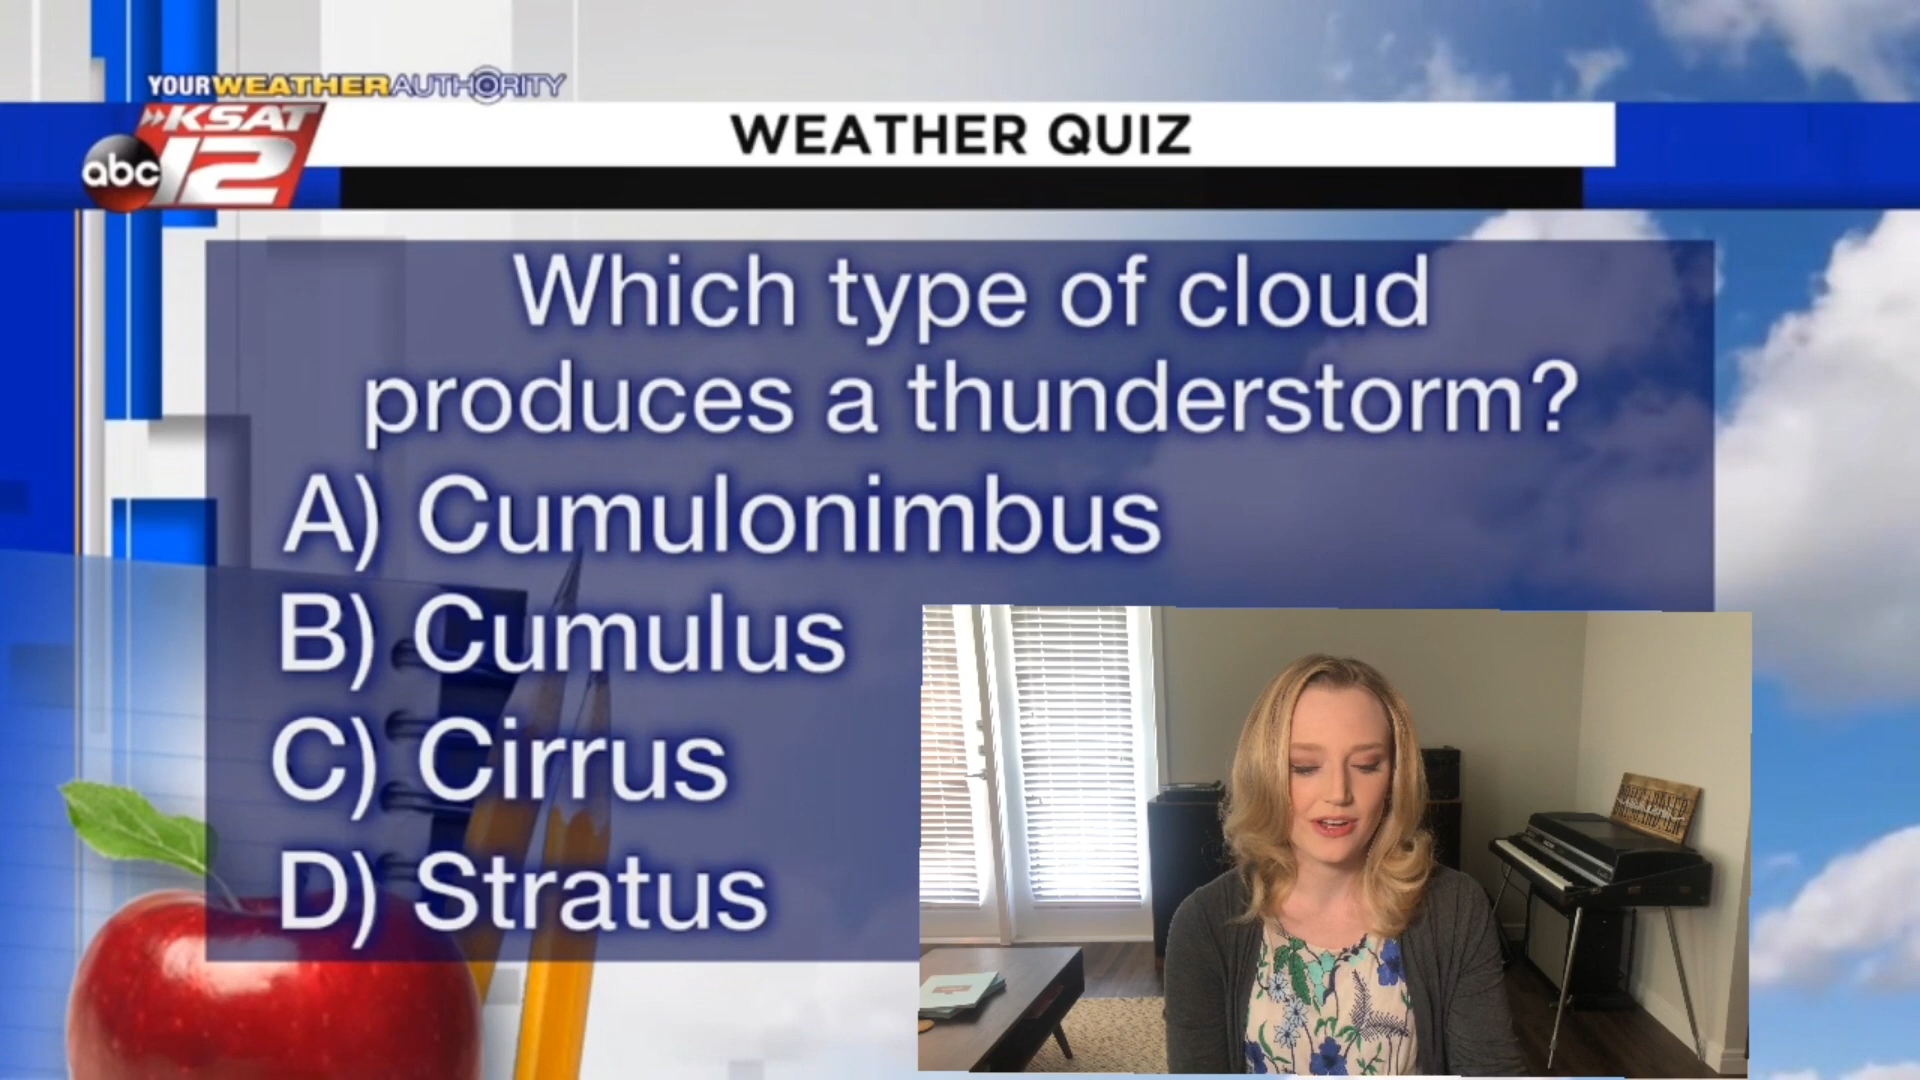 YOUR WEATHER AUTHORITY
KSAT
abc 12
WEATHER QUIZ
Which type of cloud
produces a thunderstorm?
A) Cumulonimbus
B) Cumulus
C) Cirrus
D) Stratus